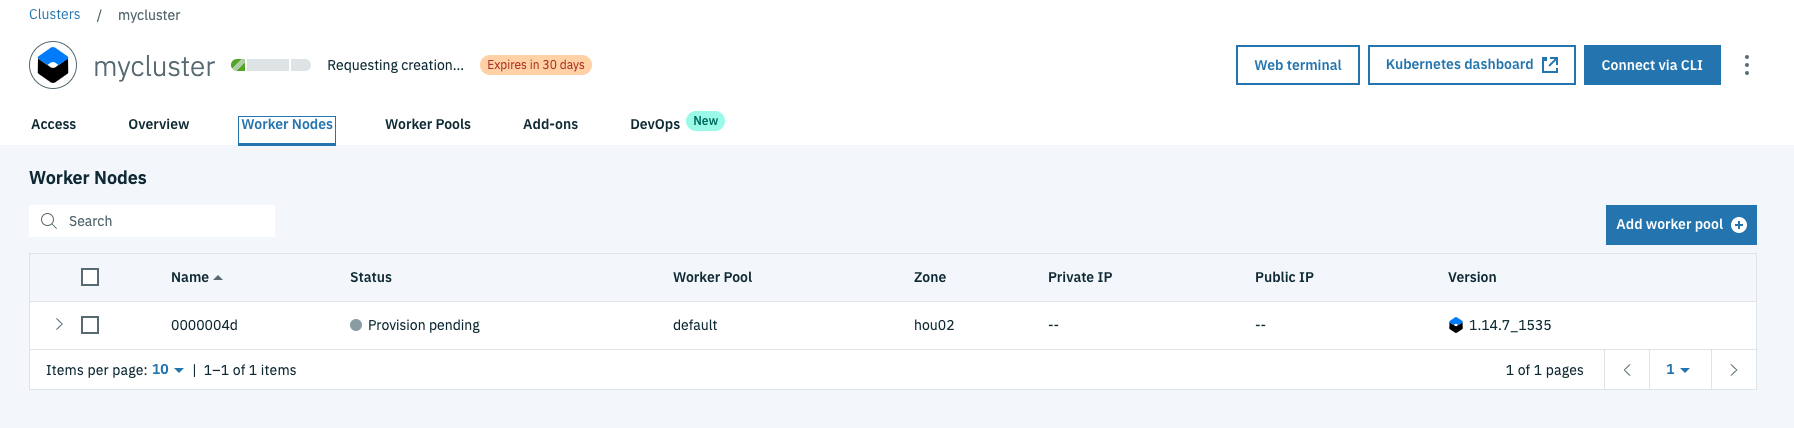 Clusters / mycluster
mycluster Requesting creation... Expires in 30 days Web terminal Kubernetes dashboard Connect via CLI
Access Overview Worker Nodes Worker Pools Add-ons DevOps New
Worker Nodes
Search Add worker pool
Name Status Worker Pool Zone Private IP Public IP Version
0000004d Provision pending default hou02 -- -- 1.14.7_1535
Items per page: 10 | 1–1 of 1 items 1 of 1 pages 1